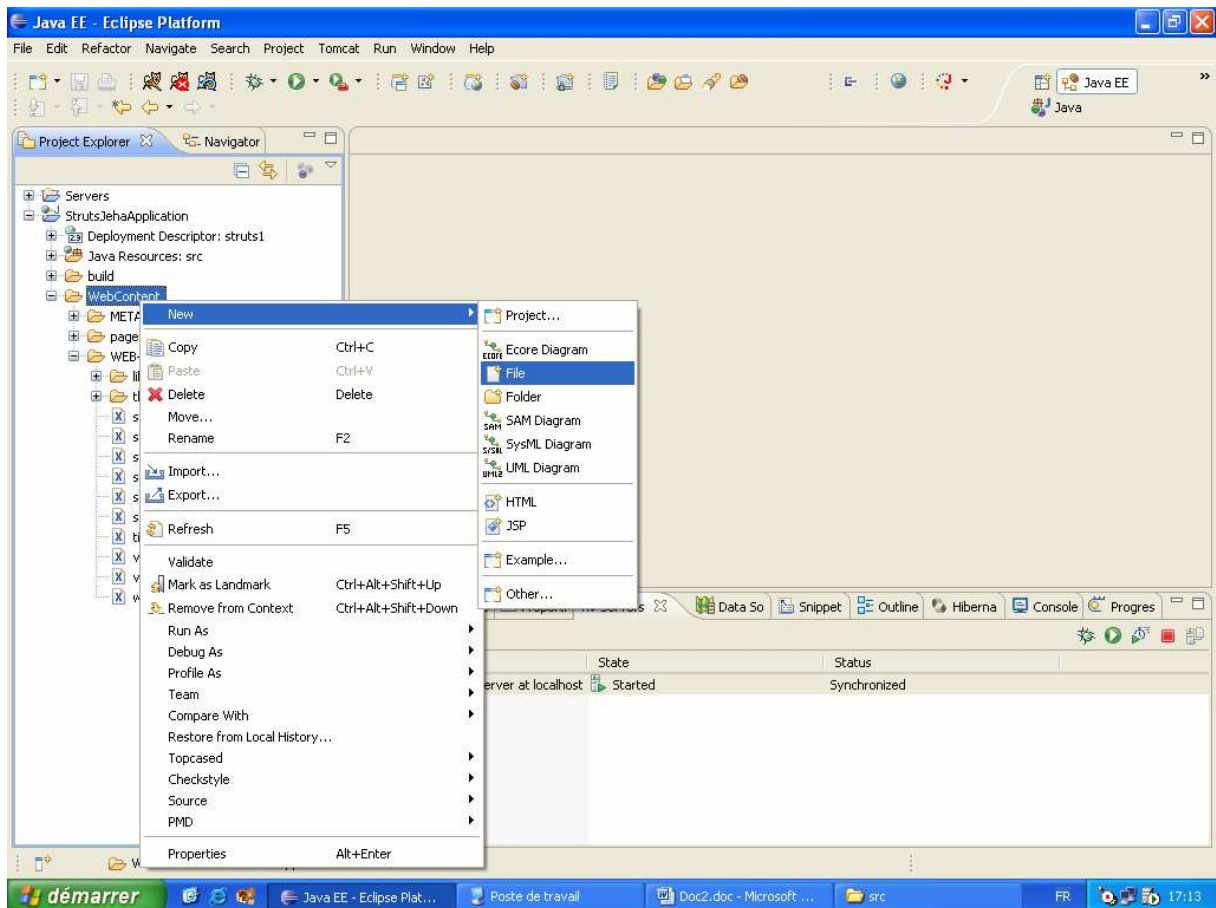 Java EE - Eclipse Platform
File Edit Refactor Navigate Search Project Tomcat Run Window Help
Java EE
Java
Project Explorer
Navigator
Servers
StrutsJehaApplication
Deployment Descriptor: struts1
Java Resources: src
build
WebContent
META
page
WEB-
New
Copy Ctrl+C
Paste Ctrl+V
Delete Delete
Move...
Rename F2
Import...
Export...
Refresh F5
Validate
Mark as Landmark Ctrl+Alt+Shift+Up
Remove from Context Ctrl+Alt+Shift+Down
Run As
Debug As
Profile As
Team
Compare With
Restore from Local History...
Topcased
Checkstyle
Source
PMD
Properties Alt+Enter
Project...
Ecore Diagram
File
Folder
SAM Diagram
SysML Diagram
UML Diagram
HTML
JSP
Example...
Other...
Data So
Snippet
Outline
Hiberna
Console
Progres
State Status
erver at localhost Started Synchronized
démarrer
Java EE - Eclipse Plat...
Poste de travail
Doc2.doc - Microsoft ...
src
FR
17:13